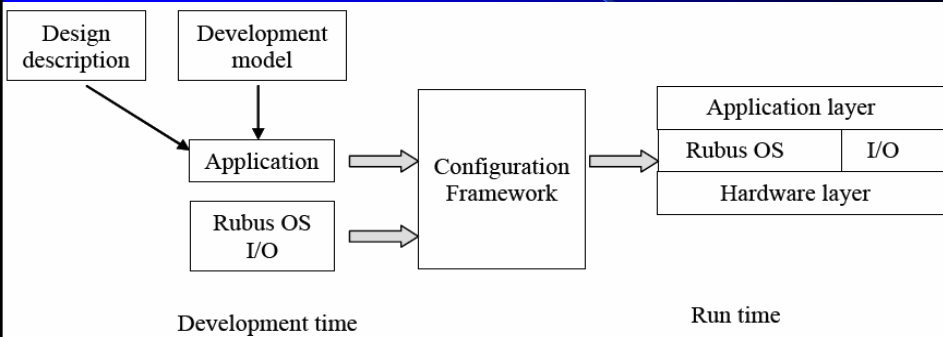 Design
description
Development
model
Application
Rubus OS
I/O
Configuration
Framework
Application layer
Rubus OS
I/O
Hardware layer
Development time
Run time